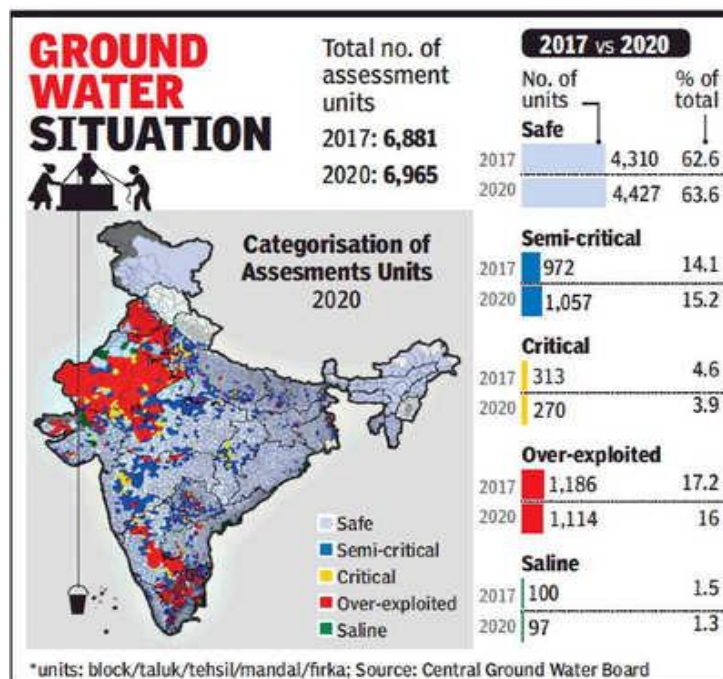 GROUND
WATER
SITUATION
Total no. of
assessment
units
2017: 6,881
2020: 6,965
2017 vs 2020
No. of
units
% of
total
Safe
2017 4,310 62.6
2020 4,427 63.6
Semi-critical
2017 972 14.1
2020 1,057 15.2
Critical
2017 313 4.6
2020 270 3.9
Over-exploited
2017 1,186 17.2
2020 1,114 16
Saline
2017 100 1.5
2020 97 1.3
Categorisation of
Assesments Units
2020
Safe
Semi-critical
Critical
Over-exploited
Saline
*units: block/taluk/tehsil/mandal/firka; Source: Central Ground Water Board